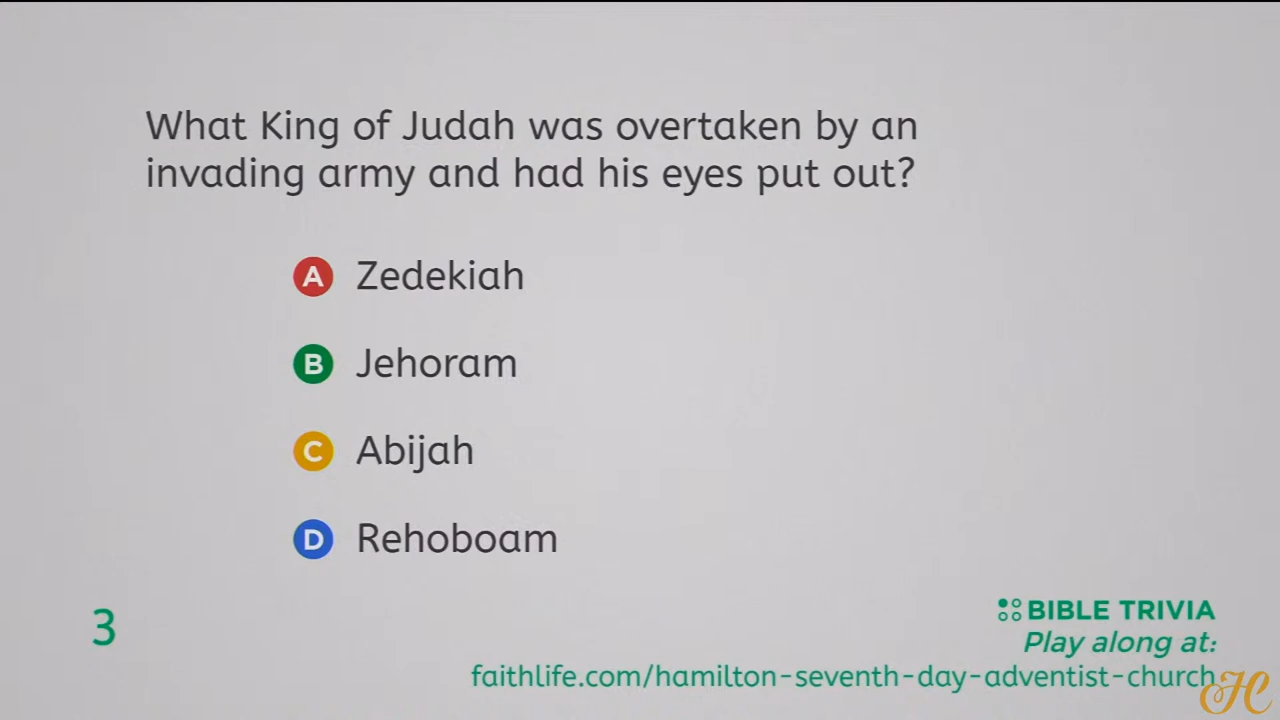 What King of Judah was overtaken by an
invading army and had his eyes put out?
A Zedekiah
B Jehoram
C Abijah
D Rehoboam
3
BIBLE TRIVIA
Play along at:
faithlife.com/hamilton-seventh-day-adventist-church
H